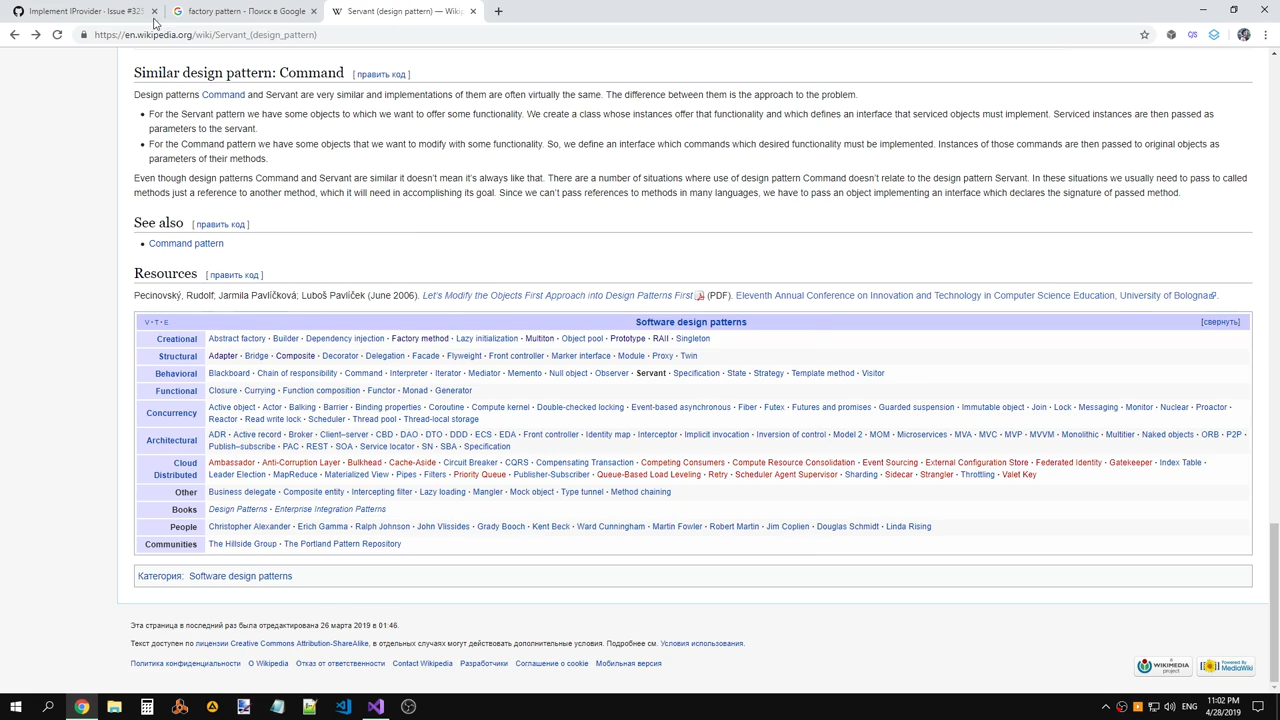 Implement IProvider · Issue #325
factory pattern - Поиск в Google
Servant (design pattern) — Wikip
https://en.wikipedia.org/wiki/Servant_(design_pattern)
Similar design pattern: Command [ править код ]
Design patterns Command and Servant are very similar and implementations of them are often virtually the same. The difference between them is the approach to the problem.
• For the Servant pattern we have some objects to which we want to offer some functionality. We create a class whose instances offer that functionality and which defines an interface that serviced objects must implement. Serviced instances are then passed as
parameters to the servant.
• For the Command pattern we have some objects that we want to modify with some functionality. So, we define an interface which commands which desired functionality must be implemented. Instances of those commands are then passed to original objects as
parameters of their methods.
Even though design patterns Command and Servant are similar it doesn't mean it's always like that. There are a number of situations where use of design pattern Command doesn't relate to the design pattern Servant. In these situations we usually need to pass to called
methods just a reference to another method, which it will need in accomplishing its goal. Since we can't pass references to methods in many languages, we have to pass an object implementing an interface which declares the signature of passed method.
See also [ править код ]
• Command pattern
Resources [ править код ]
Pecinovský, Rudolf; Jarmila Pavlíčková; Luboš Pavlíček (June 2006). Let's Modify the Objects First Approach into Design Patterns First (PDF). Eleventh Annual Conference on Innovation and Technology in Computer Science Education, University of Bologna.
V · T · E Software design patterns [свернуть]
Creational Abstract factory · Builder · Dependency injection · Factory method · Lazy initialization · Multiton · Object pool · Prototype · RAII · Singleton
Structural Adapter · Bridge · Composite · Decorator · Delegation · Facade · Flyweight · Front controller · Marker interface · Module · Proxy · Twin
Behavioral Blackboard · Chain of responsibility · Command · Interpreter · Iterator · Mediator · Memento · Null object · Observer · Servant · Specification · State · Strategy · Template method · Visitor
Functional Closure · Currying · Function composition · Functor · Monad · Generator
Concurrency Active object · Actor · Balking · Barrier · Binding properties · Coroutine · Compute kernel · Double-checked locking · Event-based asynchronous · Fiber · Futex · Futures and promises · Guarded suspension · Immutable object · Join · Lock · Messaging · Monitor · Nuclear · Proactor ·
Reactor · Read write lock · Scheduler · Thread pool · Thread-local storage
Architectural ADR · Active record · Broker · Client–server · CBD · DAO · DTO · DDD · ECS · EDA · Front controller · Identity map · Interceptor · Implicit invocation · Inversion of control · Model 2 · MOM · Microservices · MVA · MVC · MVP · MVVM · Monolithic · Multitier · Naked objects · ORB · P2P ·
Publish–subscribe · PAC · REST · SOA · Service locator · SN · SBA · Specification
Cloud Distributed Ambassador · Anti-Corruption Layer · Bulkhead · Cache-Aside · Circuit Breaker · CQRS · Compensating Transaction · Competing Consumers · Compute Resource Consolidation · Event Sourcing · External Configuration Store · Federated Identity · Gatekeeper · Index Table ·
Leader Election · MapReduce · Materialized View · Pipes · Filters · Priority Queue · Publisher-Subscriber · Queue-Based Load Leveling · Retry · Scheduler Agent Supervisor · Sharding · Sidecar · Strangler · Throttling · Valet Key
Other Business delegate · Composite entity · Intercepting filter · Lazy loading · Mangler · Mock object · Type tunnel · Method chaining
Books Design Patterns · Enterprise Integration Patterns
People Christopher Alexander · Erich Gamma · Ralph Johnson · John Vlissides · Grady Booch · Kent Beck · Ward Cunningham · Martin Fowler · Robert Martin · Jim Coplien · Douglas Schmidt · Linda Rising
Communities The Hillside Group · The Portland Pattern Repository
Категория: Software design patterns
Эта страница в последний раз была отредактирована 26 марта 2019 в 01:46.
Текст доступен по лицензии Creative Commons Attribution-ShareAlike, в отдельных случаях могут действовать дополнительные условия. Подробнее см. Условия использования.
Политика конфиденциальности О Wikipedia Отказ от ответственности Contact Wikipedia Разработчики Соглашение о cookie Мобильная версия
A WIKIMEDIA project
Powered By MediaWiki
ENG
11:02 PM
4/28/2019